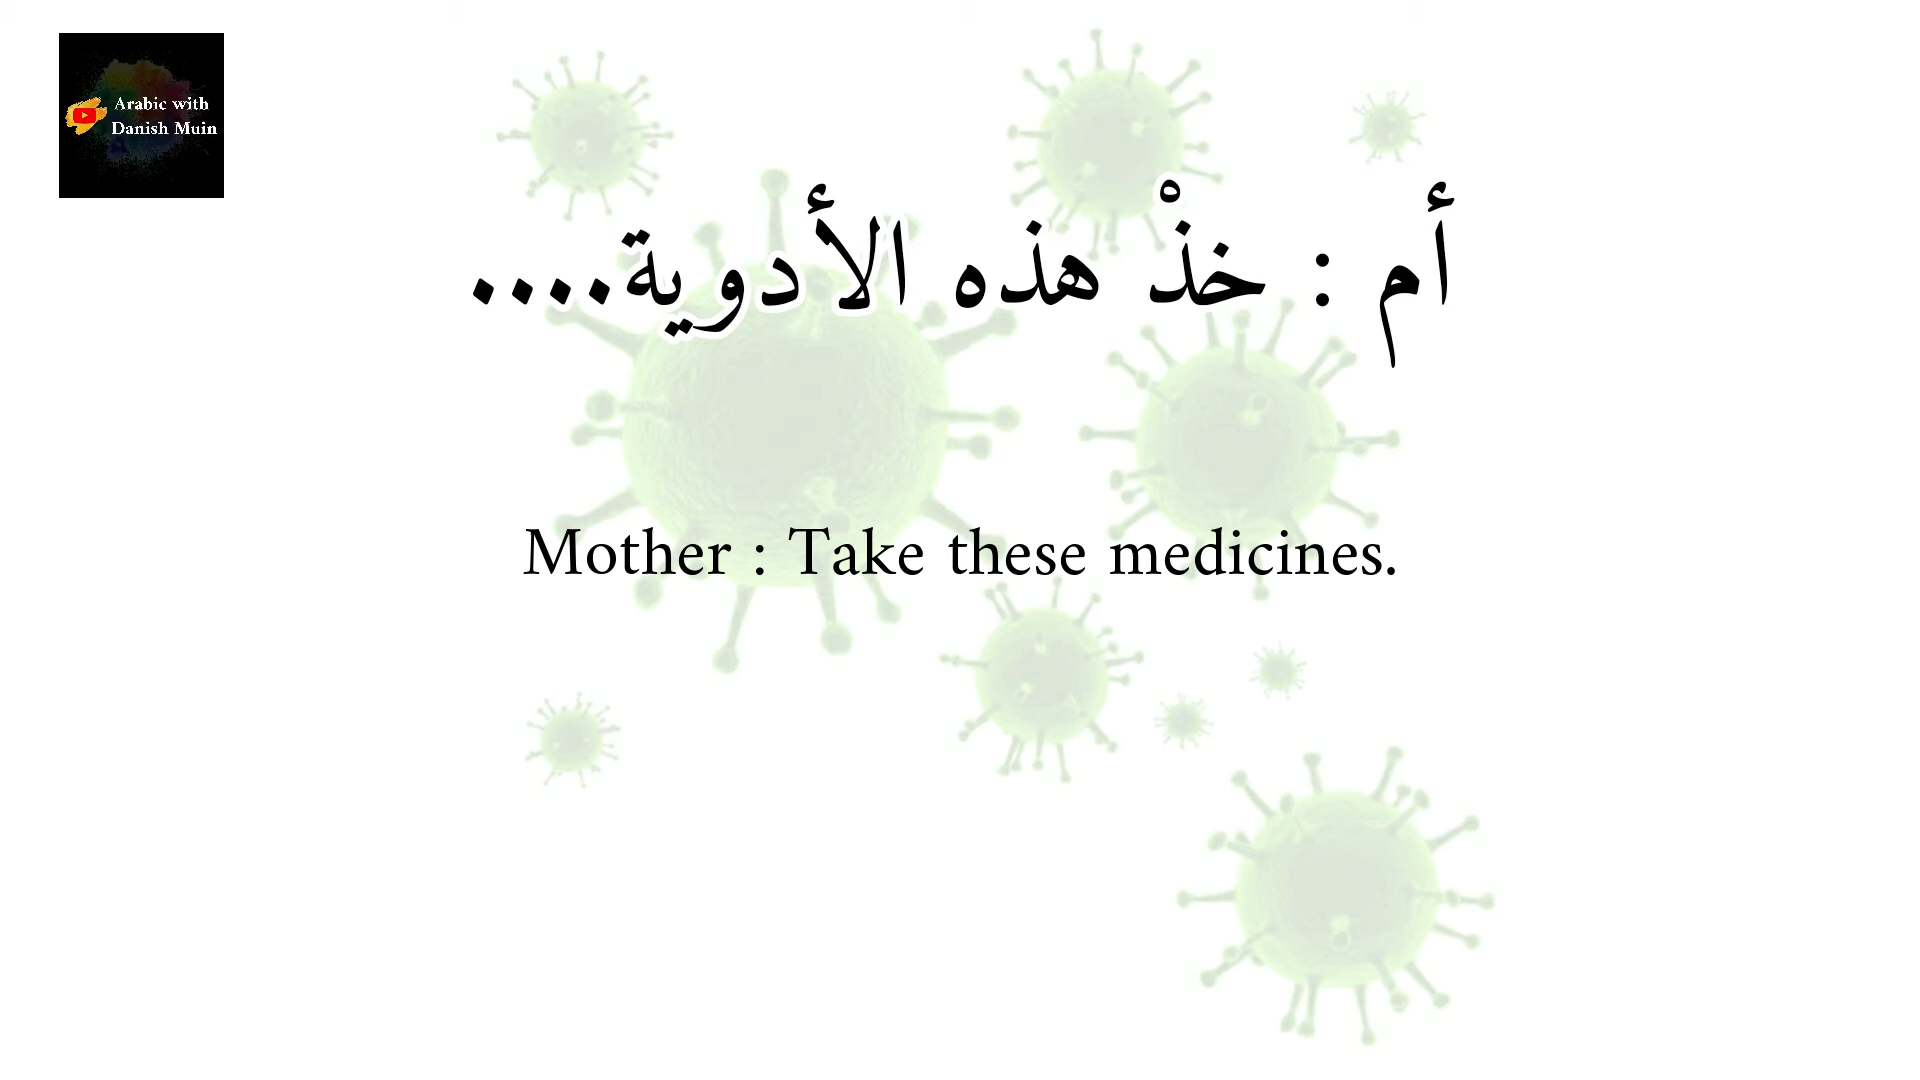 Arabic with
Danish Muin
أم : خذْ هذه الأدوية....
Mother : Take these medicines.